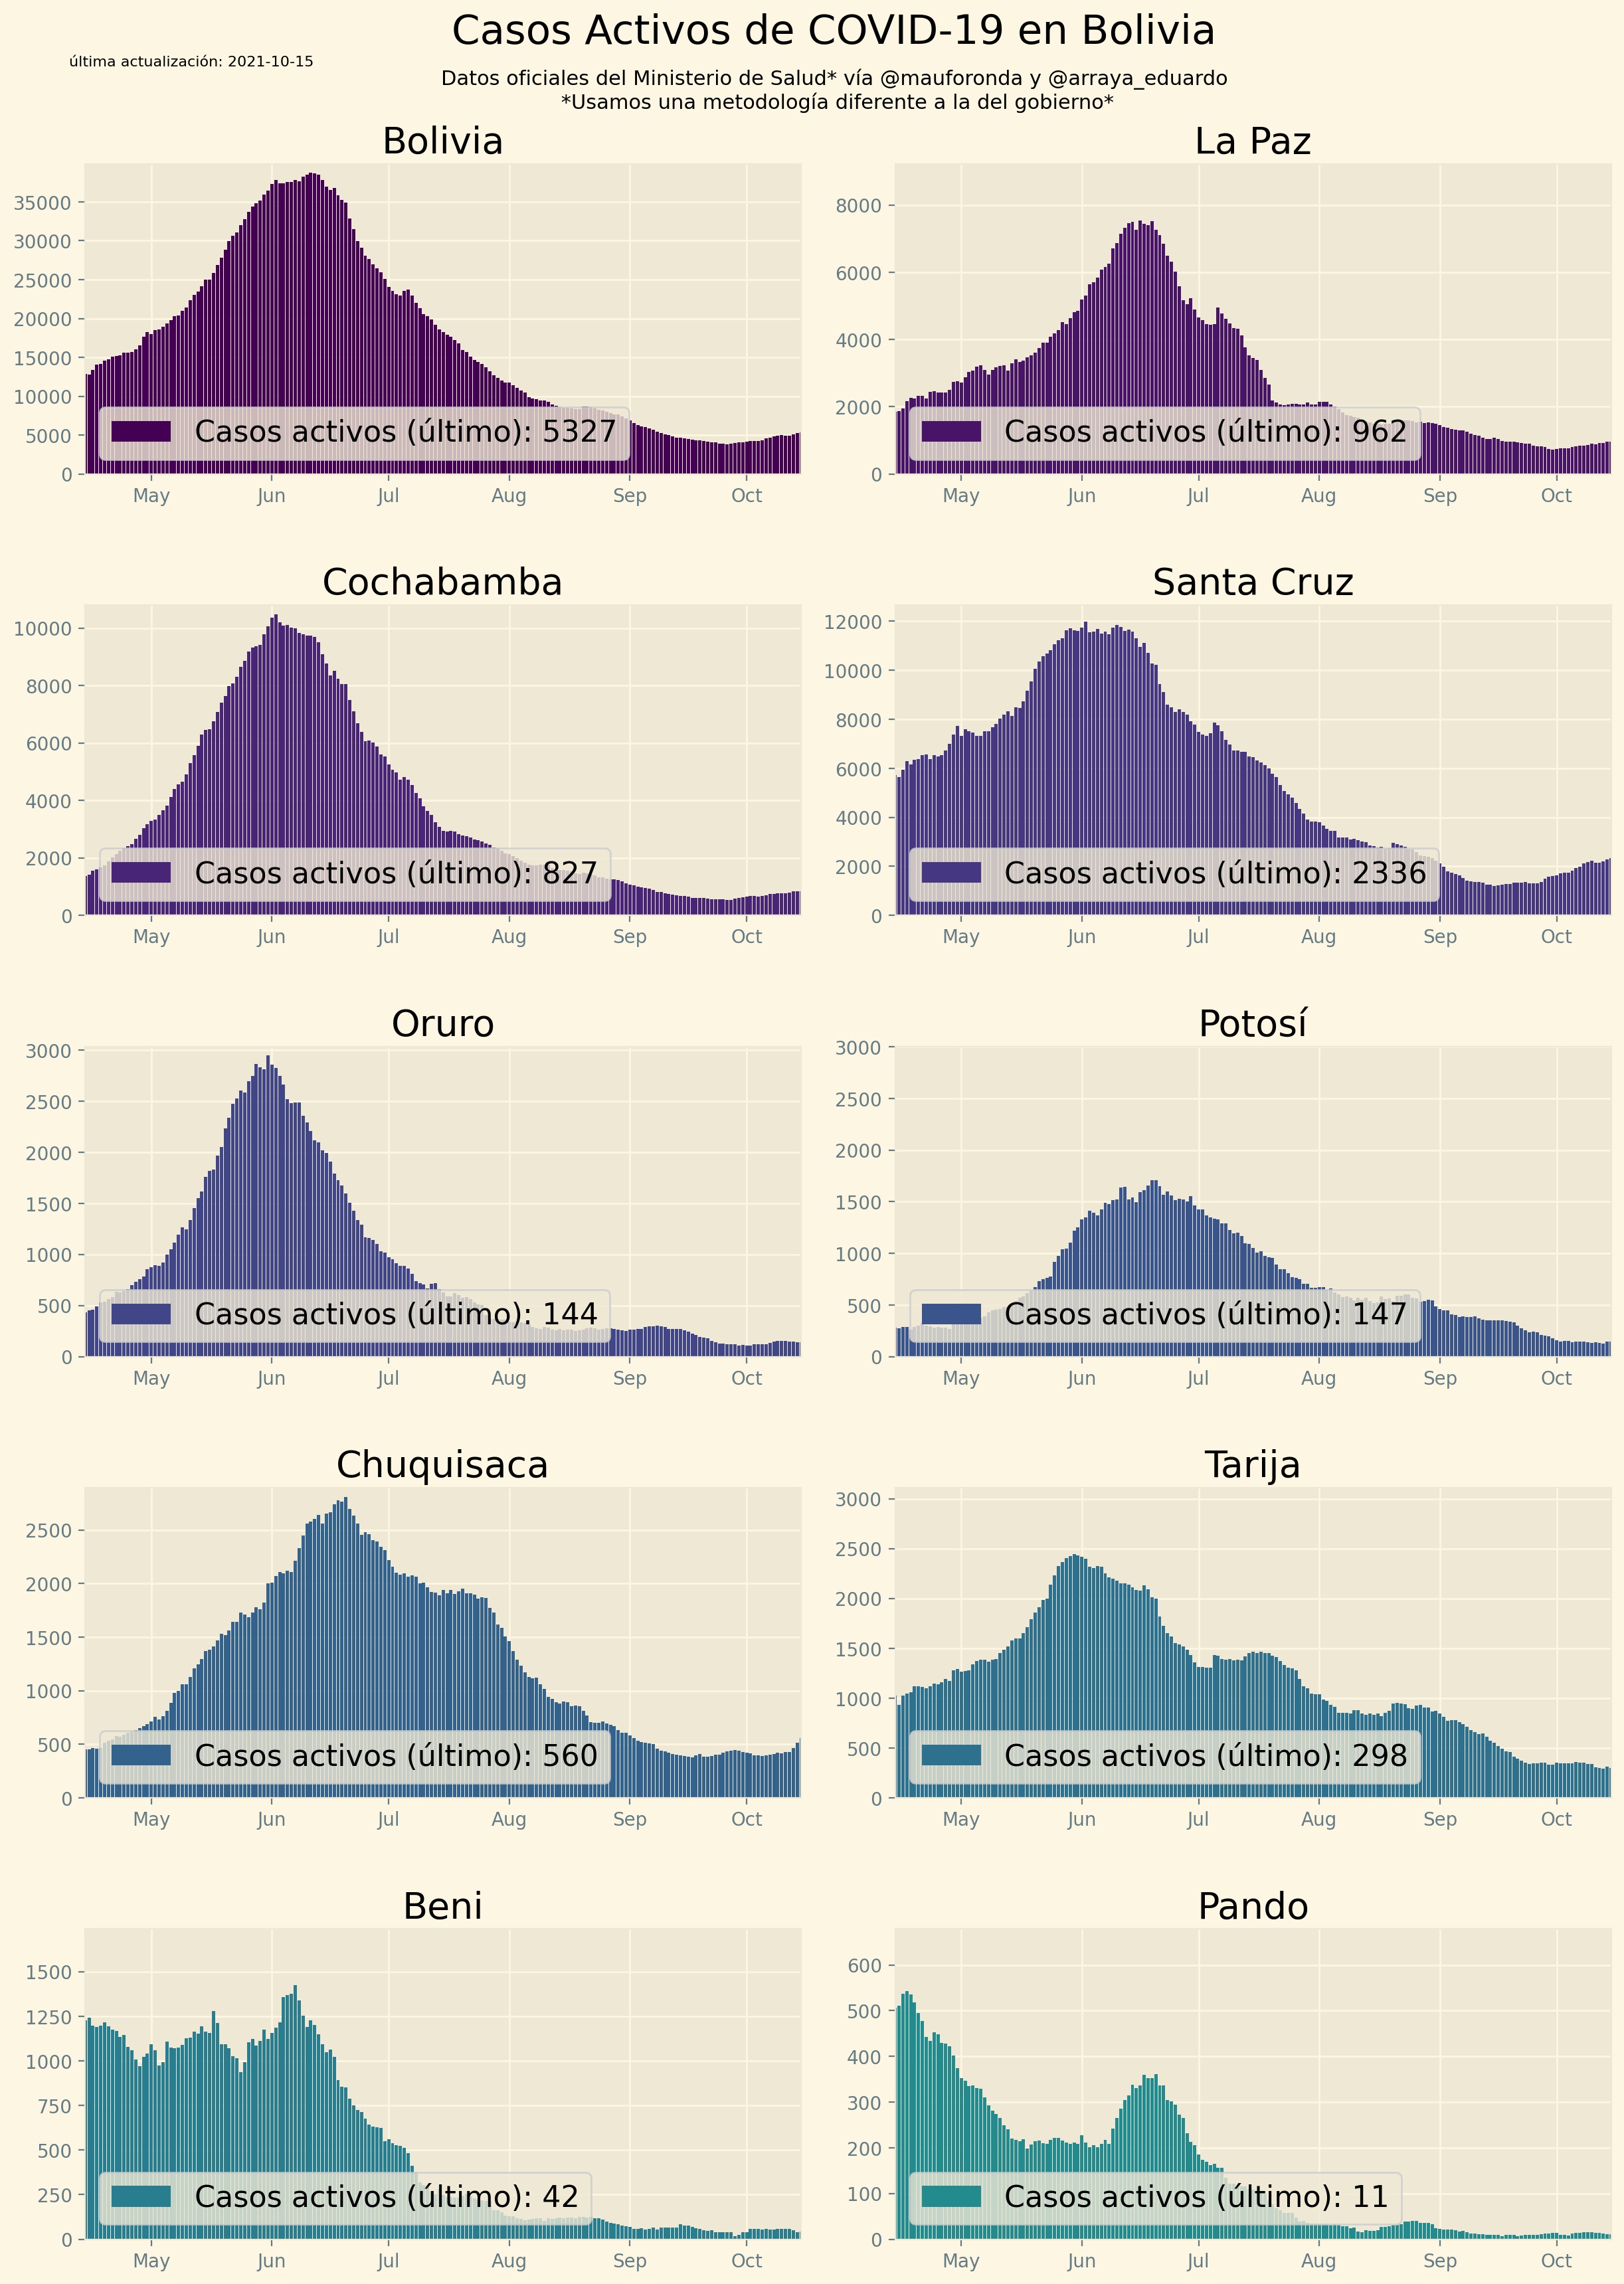 Casos Activos de COVID-19 en Bolivia
última actualización: 2021-10-15
Datos oficiales del Ministerio de Salud* vía @mauforonda y @arraya_eduardo
*Usamos una metodología diferente a la del gobierno*
Bolivia
35000
30000
25000
20000
15000
10000
5000
0
Casos activos (último): 5327
May Jun Jul Aug Sep Oct
La Paz
8000
6000
4000
2000
0
Casos activos (último): 962
May Jun Jul Aug Sep Oct
Cochabamba
10000
8000
6000
4000
2000
0
Casos activos (último): 827
May Jun Jul Aug Sep Oct
Santa Cruz
12000
10000
8000
6000
4000
2000
0
Casos activos (último): 2336
May Jun Jul Aug Sep Oct
Oruro
3000
2500
2000
1500
1000
500
0
Casos activos (último): 144
May Jun Jul Aug Sep Oct
Potosí
3000
2500
2000
1500
1000
500
0
Casos activos (último): 147
May Jun Jul Aug Sep Oct
Chuquisaca
2500
2000
1500
1000
500
0
Casos activos (último): 560
May Jun Jul Aug Sep Oct
Tarija
3000
2500
2000
1500
1000
500
0
Casos activos (último): 298
May Jun Jul Aug Sep Oct
Beni
1500
1250
1000
750
500
250
0
Casos activos (último): 42
May Jun Jul Aug Sep Oct
Pando
600
500
400
300
200
100
0
Casos activos (último): 11
May Jun Jul Aug Sep Oct